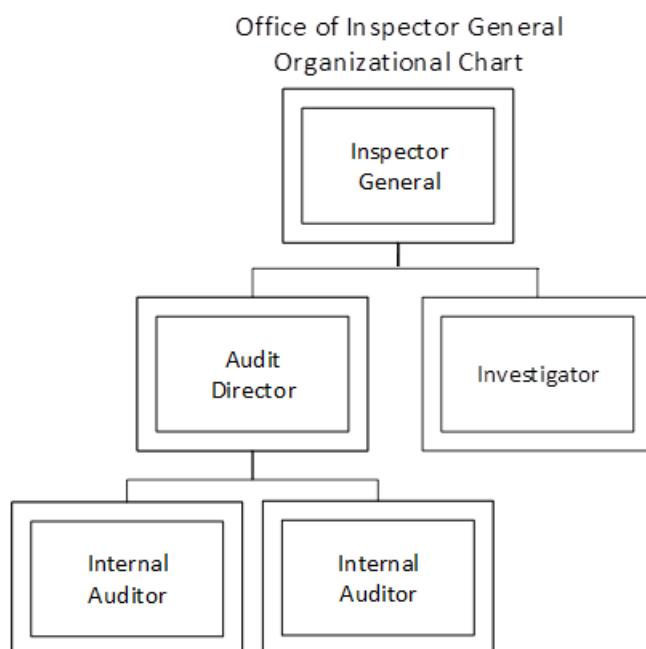 Office of Inspector General
Organizational Chart
Inspector
General
Audit
Director
Investigator
Internal
Auditor
Internal
Auditor